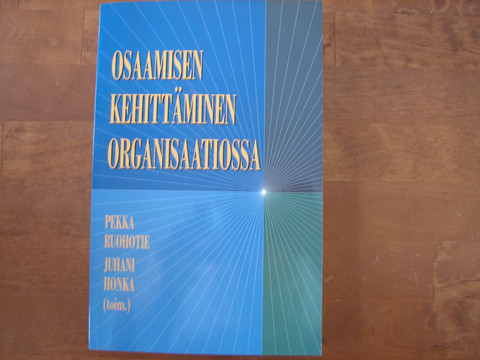 OSAAMISEN
KEHITTÄMINEN
ORGANISAATIOSSA
PEKKA
RUOHOTIE
JUHANI
HONKA
(toim.)